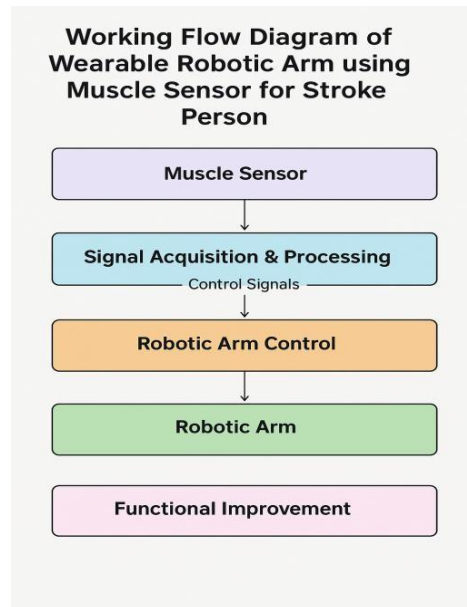 Working Flow Diagram of
Wearable Robotic Arm using
Muscle Sensor for Stroke
Person
Muscle Sensor
Signal Acquisition & Processing
Control Signals
Robotic Arm Control
Robotic Arm
Functional Improvement